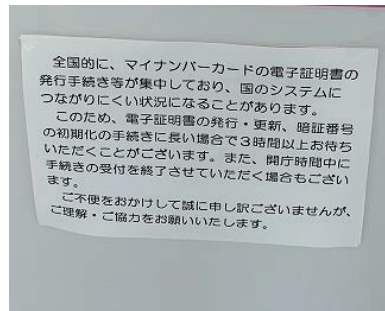 全国的に、マイナンバーカードの電子証明書の
発行手続き等が集中しており、国のシステムに
つながりにくい状況になることがあります。
このため、電子証明書の発行・更新、暗証番号
の初期化の手続きに長い場合で3時間以上お待ち
いただくことがございます。また、開庁時間中に
手続きの受付を終了させていただく場合もござい
ます。
ご不便をおかけして誠に申し訳ございませんが、
ご理解・ご協力をお願いいたします。